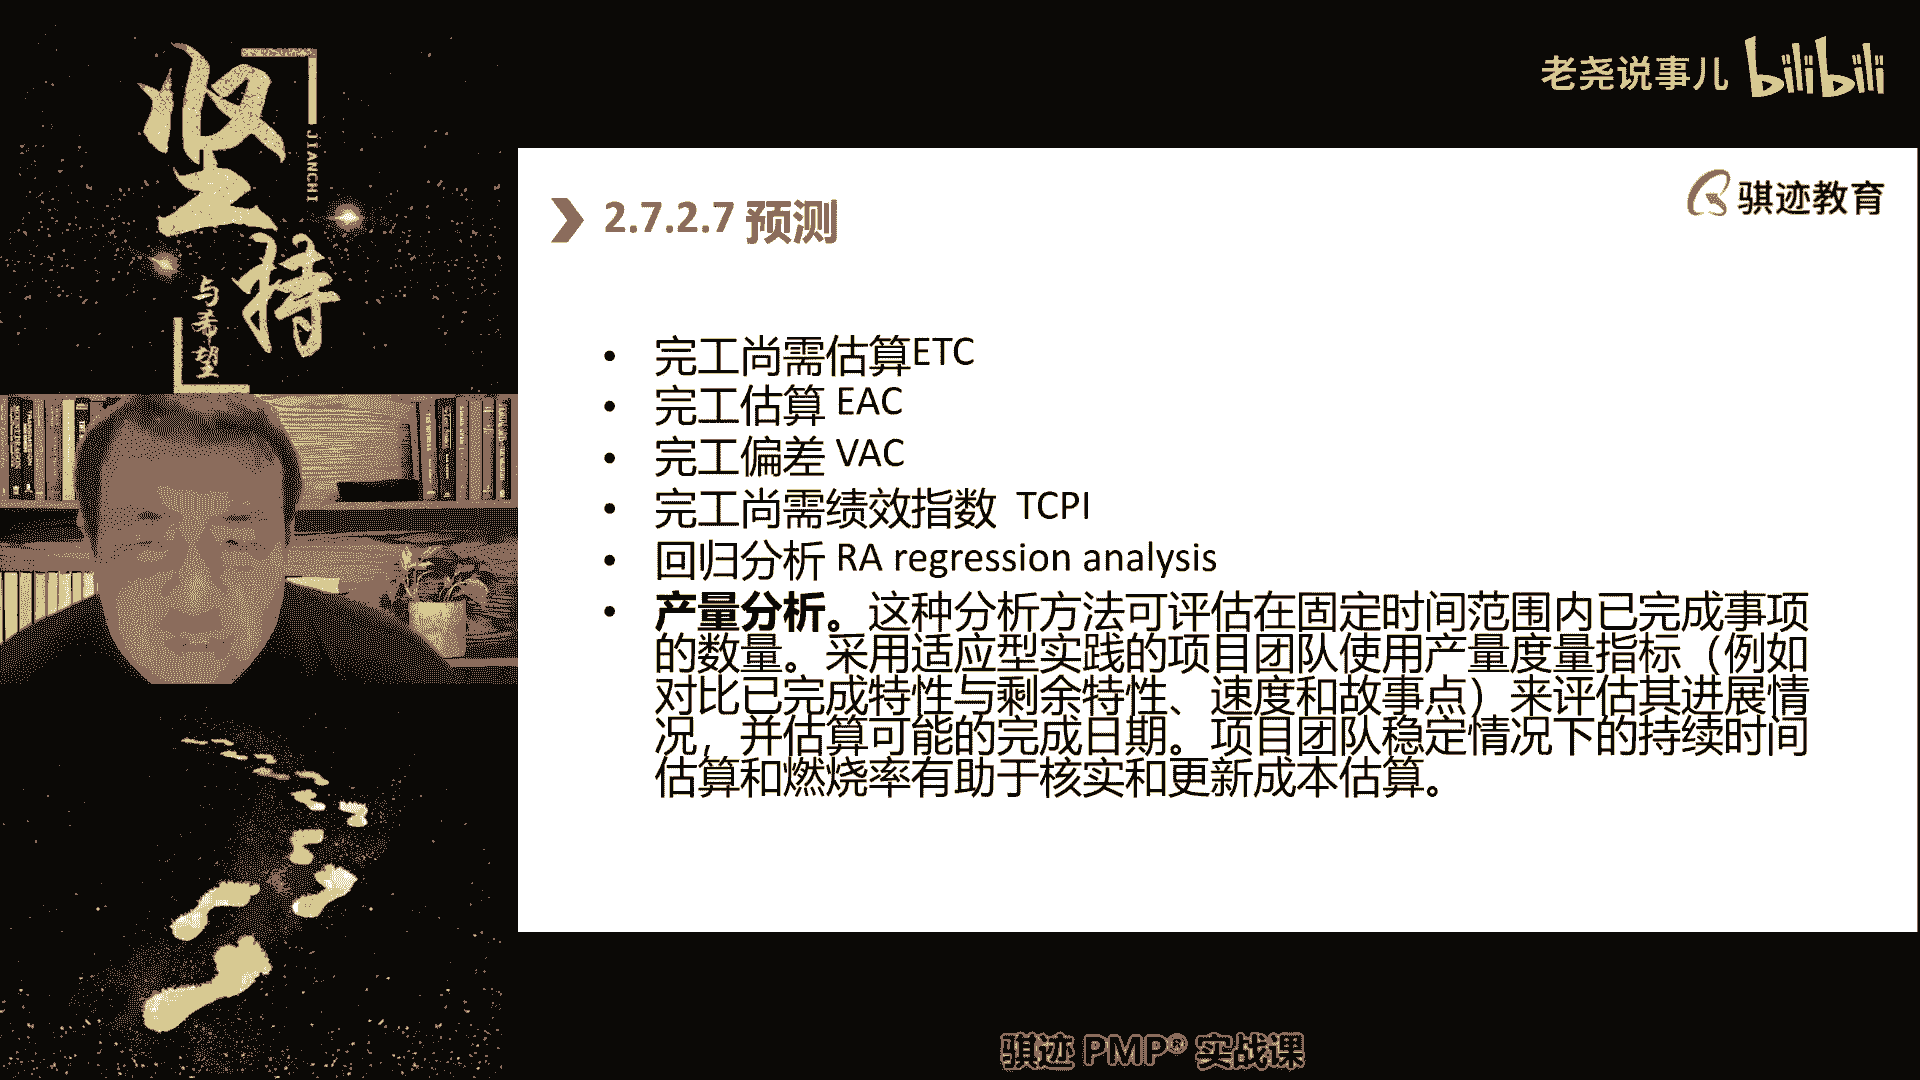 坚持
JIANCHI
与希望
老尧说事儿 bilibili
骐迹教育
2.7.2.7 预测
• 完工尚需估算ETC
• 完工估算 EAC
• 完工偏差 VAC
• 完工尚需绩效指数 TCPI
• 回归分析 RA regression analysis
• 产量分析。这种分析方法可评估在固定时间范围内已完成事项
的数量。采用适应型实践的项目团队使用产量度量指标（例如
对比已完成特性与剩余特性、速度和故事点）来评估其进展情
况，并估算可能的完成日期。项目团队稳定情况下的持续时间
估算和燃烧率有助于核实和更新成本估算。
骐迹 PMP® 实战课